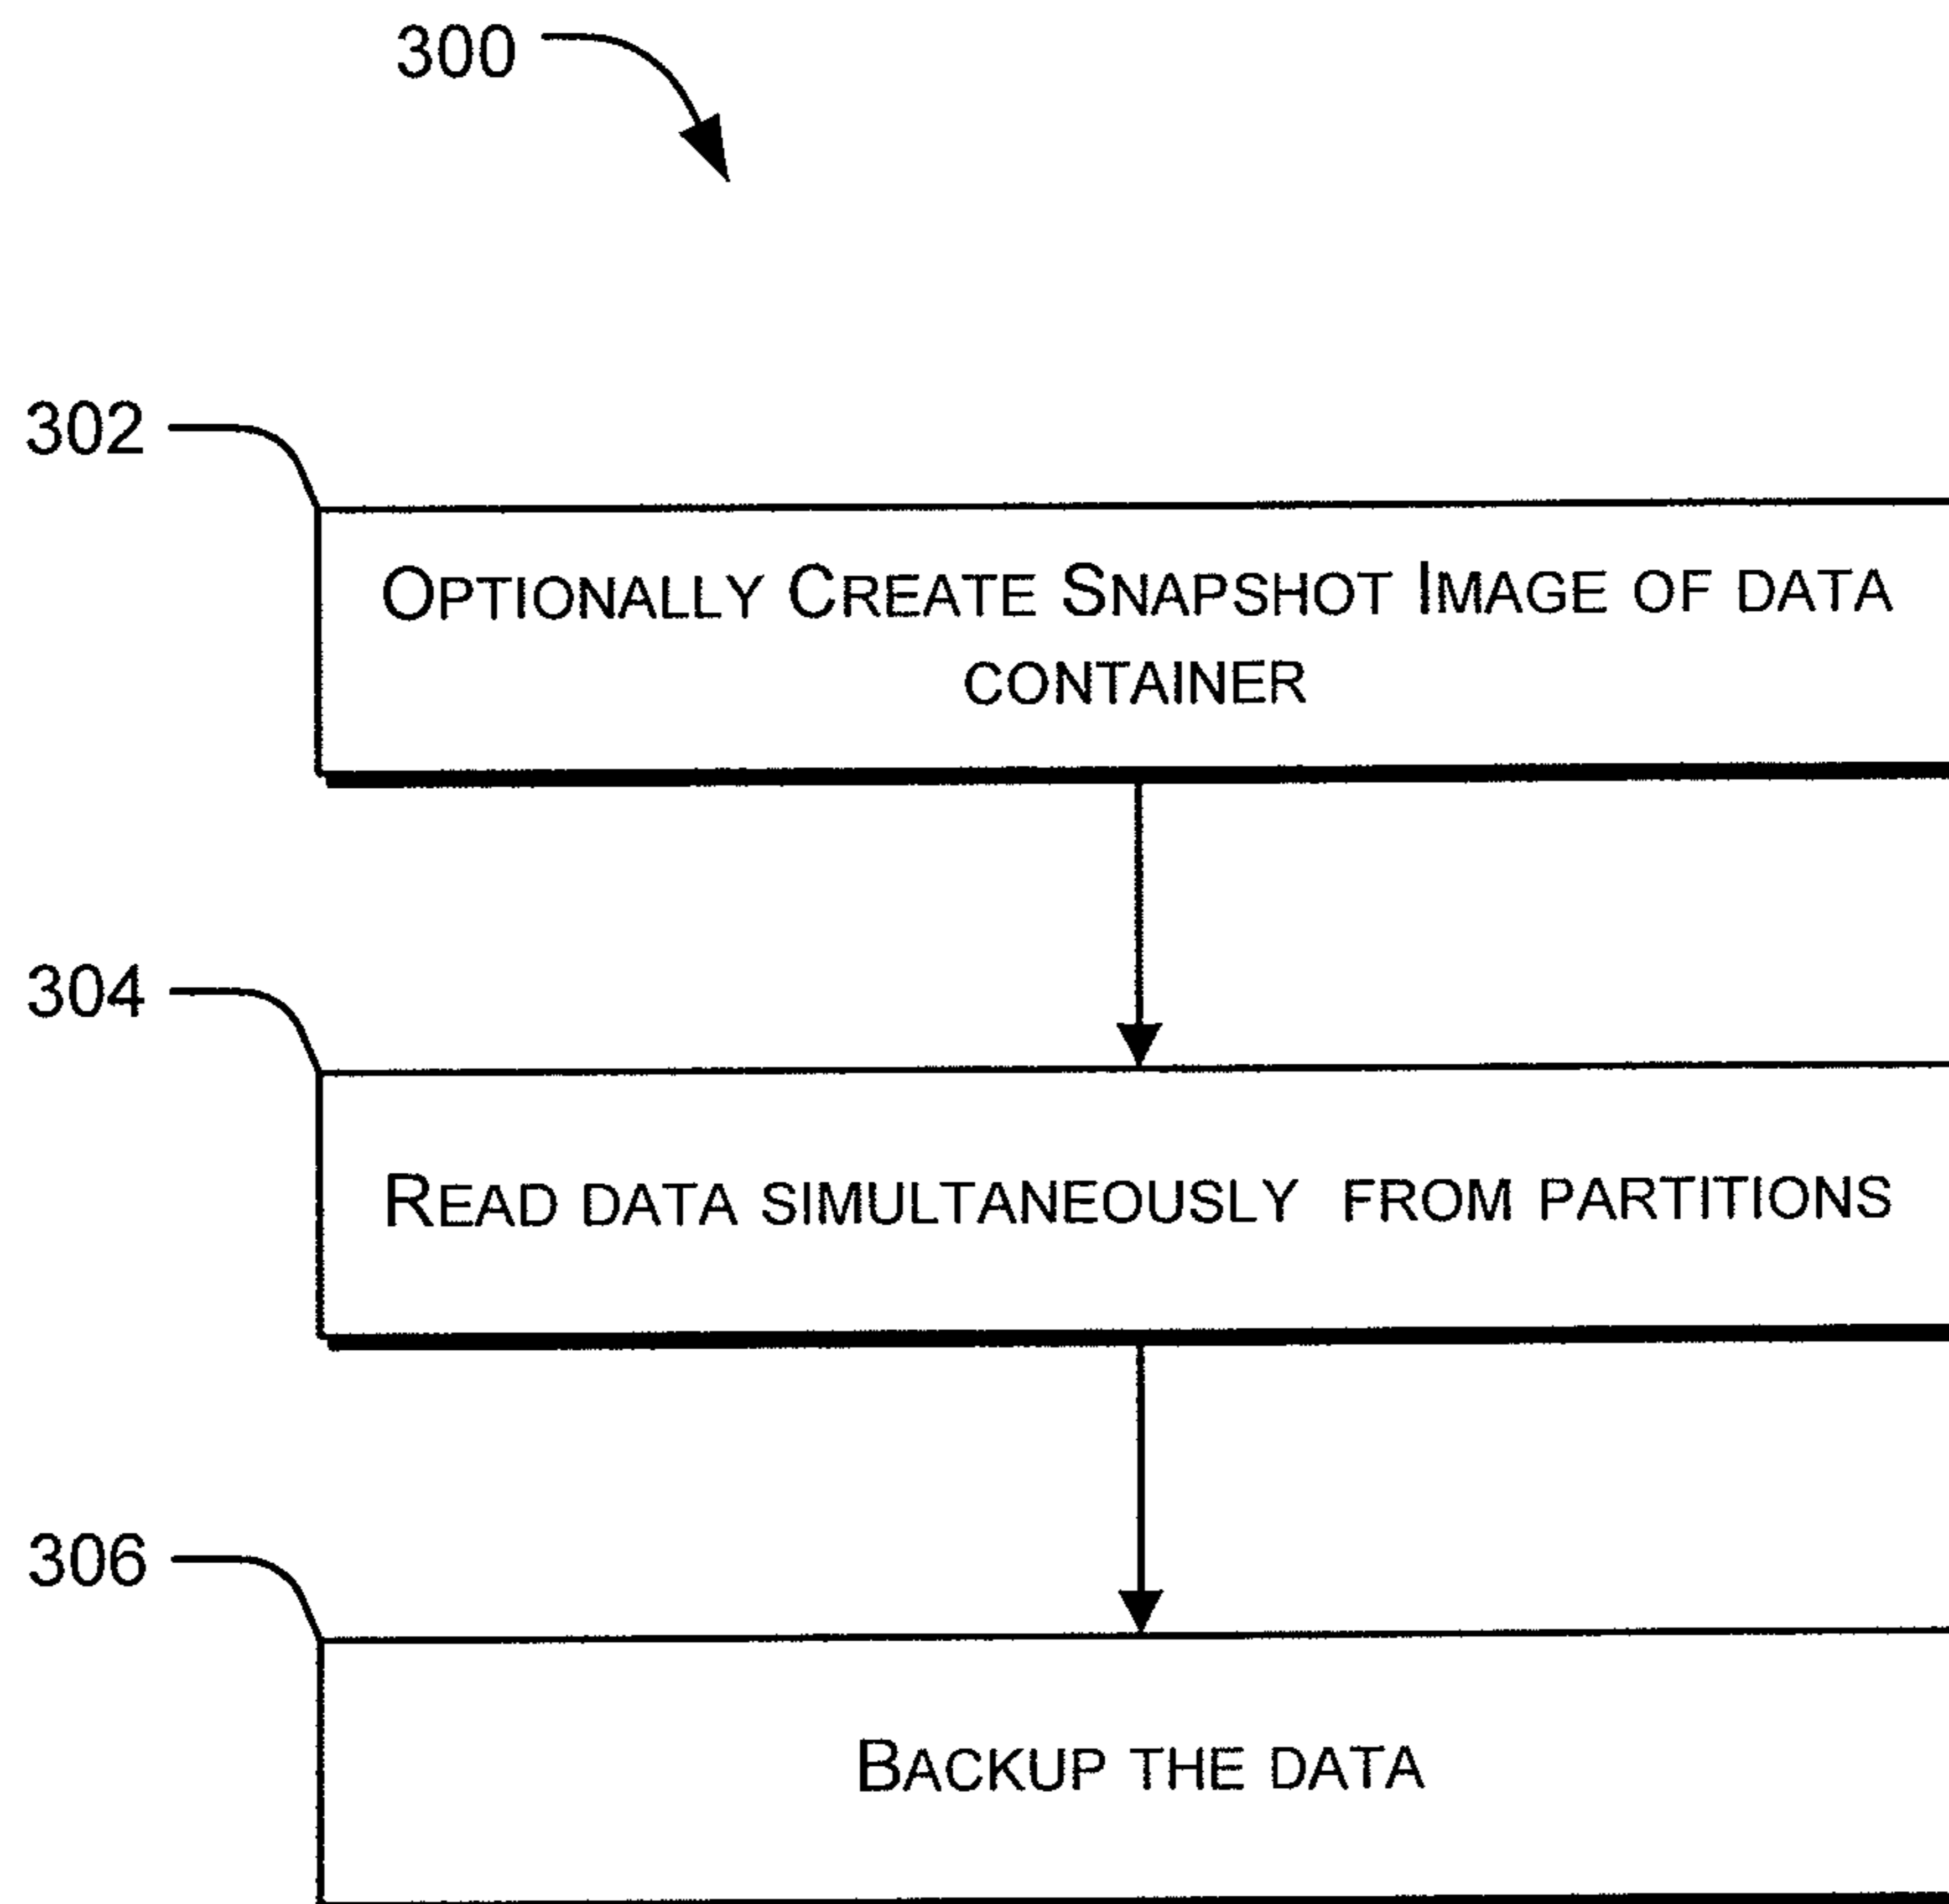 300
302
OPTIONALLY CREATE SNAPSHOT IMAGE OF DATA
CONTAINER
304
READ DATA SIMULTANEOUSLY FROM PARTITIONS
306
BACKUP THE DATA